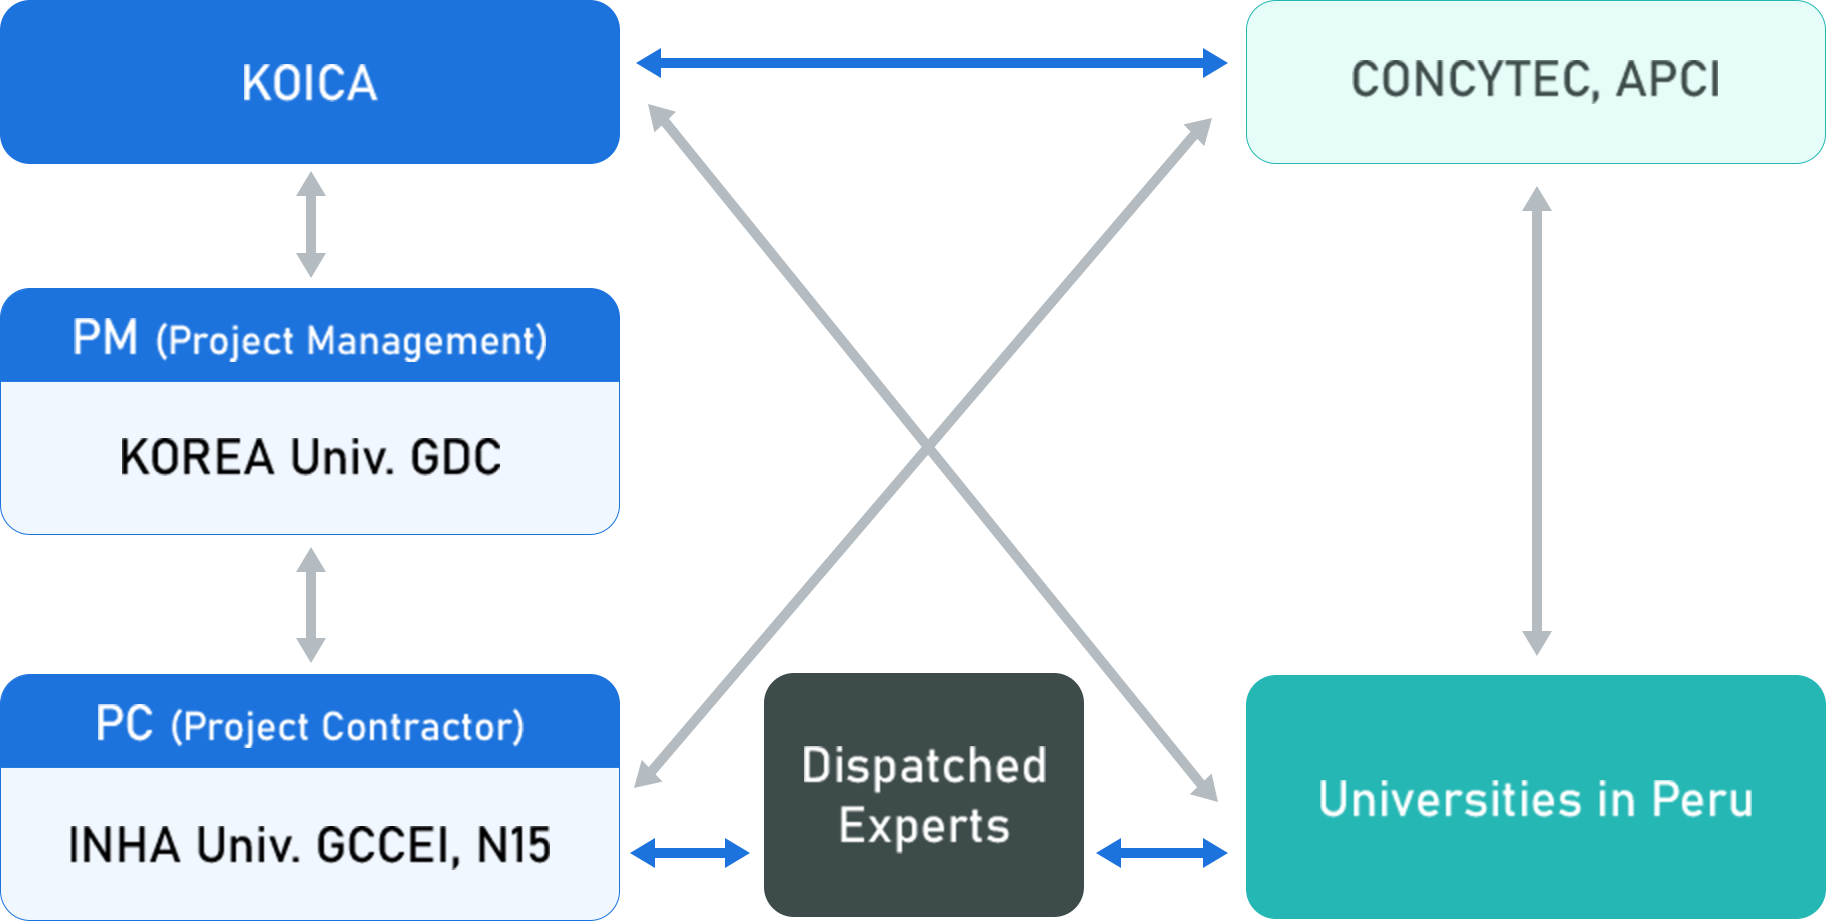 KOICA
CONCYTEC, APCI
PM (Project Management)
KOREA Univ. GDC
PC (Project Contractor)
INHA Univ. GCCEI, N15
Dispatched
Experts
Universities in Peru